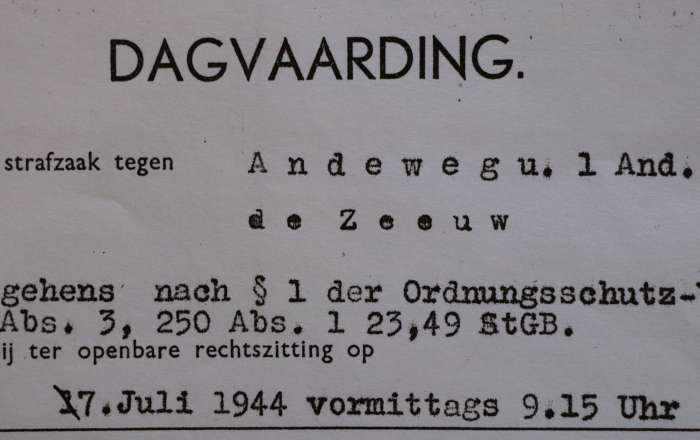 DAGVAARDING.
strafzaak tegen A n d e w e g u. 1 And.
d e Z e e u w
gehens nach § 1 der Ordnungsschutz-
Abs. 3, 250 Abs. 1 23,49 StGB.
ij ter openbare rechtszitting op
17.Juli 1944 vormittags 9.15 Uhr